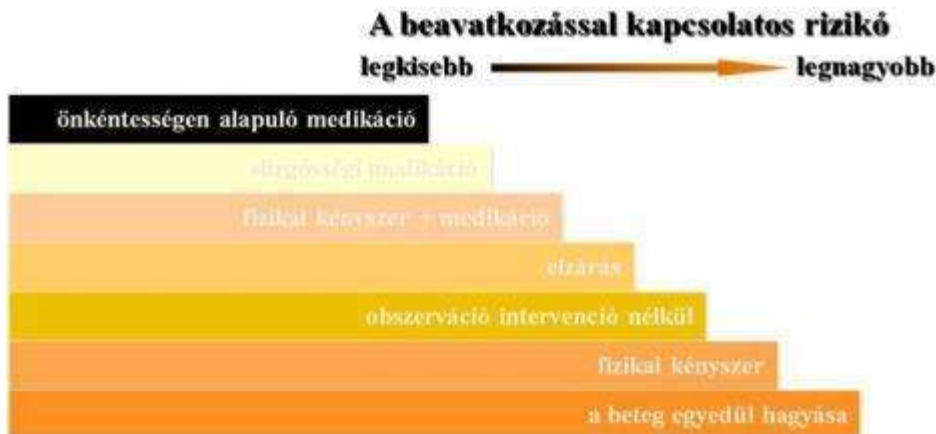 A beavatkozással kapcsolatos rizikó
legkisebb legnagyobb
önkéntességen alapuló medikáció
sürgősségi medikáció
fizikai kényszer + medikáció
elzárás
obszerváció intervenció nélkül
fizikai kényszer
a beteg egyedül hagyása